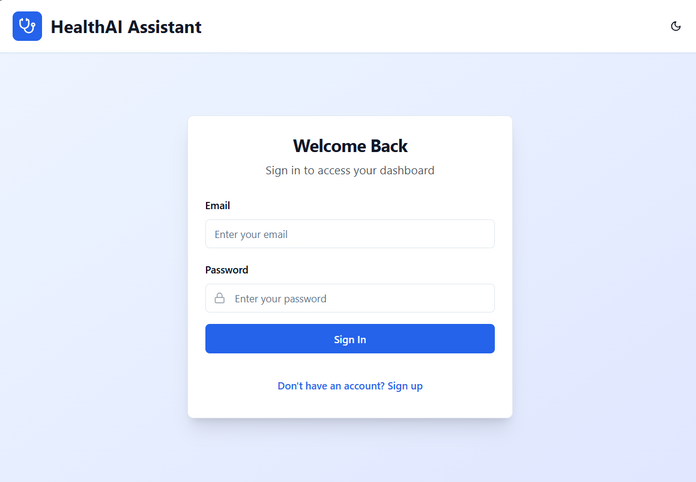 HealthAI Assistant
Welcome Back
Sign in to access your dashboard
Email
Enter your email
Password
Enter your password
Sign In
Don't have an account? Sign up